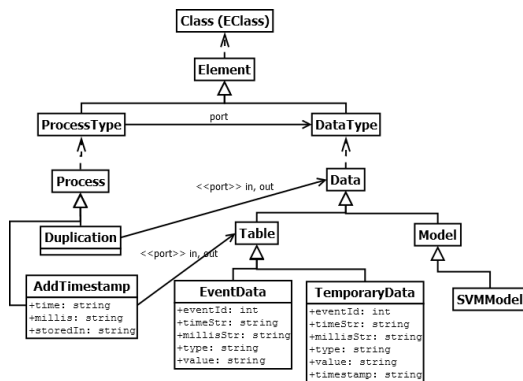 Class (EClass)
Element
ProcessType
port
DataType
Process
Data
<<port>> in, out
Duplication
<<port>> in, out
Table
Model
AddTimestamp
+time: string
+millis: string
+storedIn: string
EventData
+eventId: int
+timeStr: string
+millisStr: string
+type: string
+value: string
TemporaryData
+eventId: int
+timeStr: string
+millisStr: string
+type: string
+value: string
+timestamp: string
SVMModel